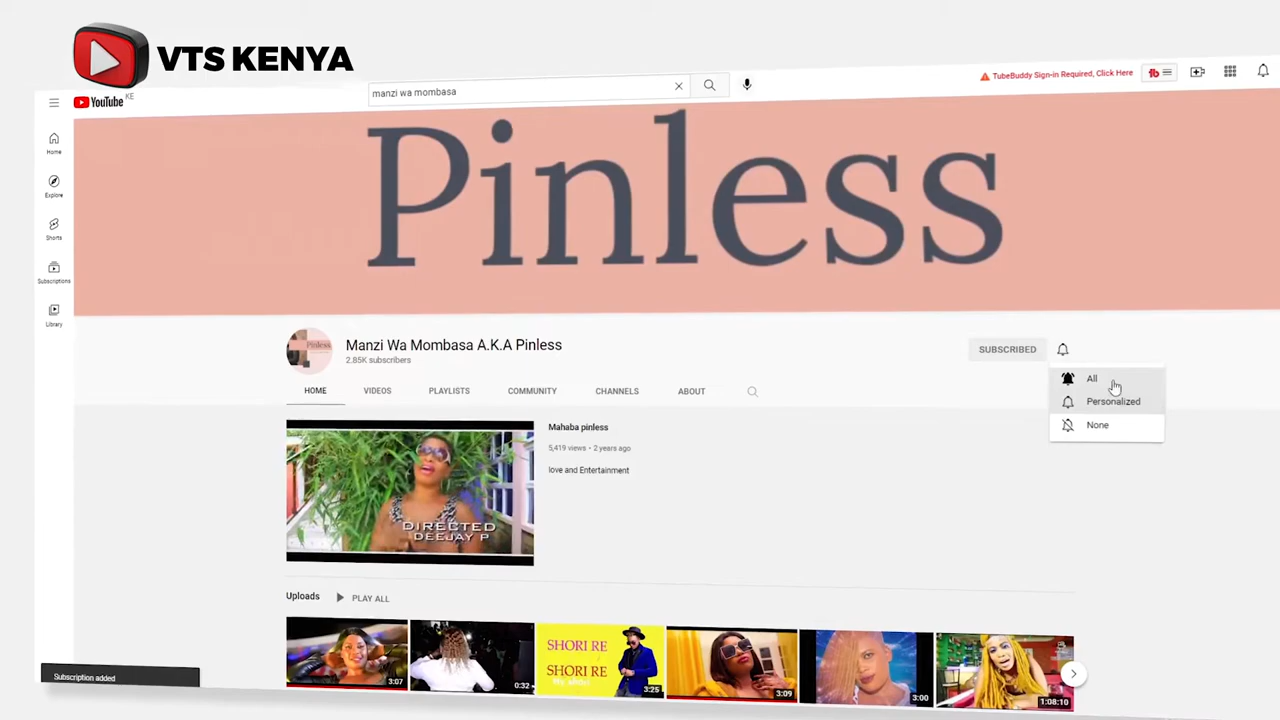 VTS KENYA
YouTube KE
manzi wa mombasa
TubeBuddy Sign-in Required, Click Here
tb
Home
Explore
Shorts
Subscriptions
Library
Pinless
Pinless
Manzi Wa Mombasa A.K.A Pinless
2.85K subscribers
SUBSCRIBED
All
Personalized
None
HOME
VIDEOS
PLAYLISTS
COMMUNITY
CHANNELS
ABOUT
Mahaba pinless
5,419 views • 2 years ago
love and Entertainment
DIRECTED
DEEJAY P
Uploads
PLAY ALL
3:07
0:32
SHORI RE
SHORI RE
3:25
3:09
3:00
1:08:10
Subscription added